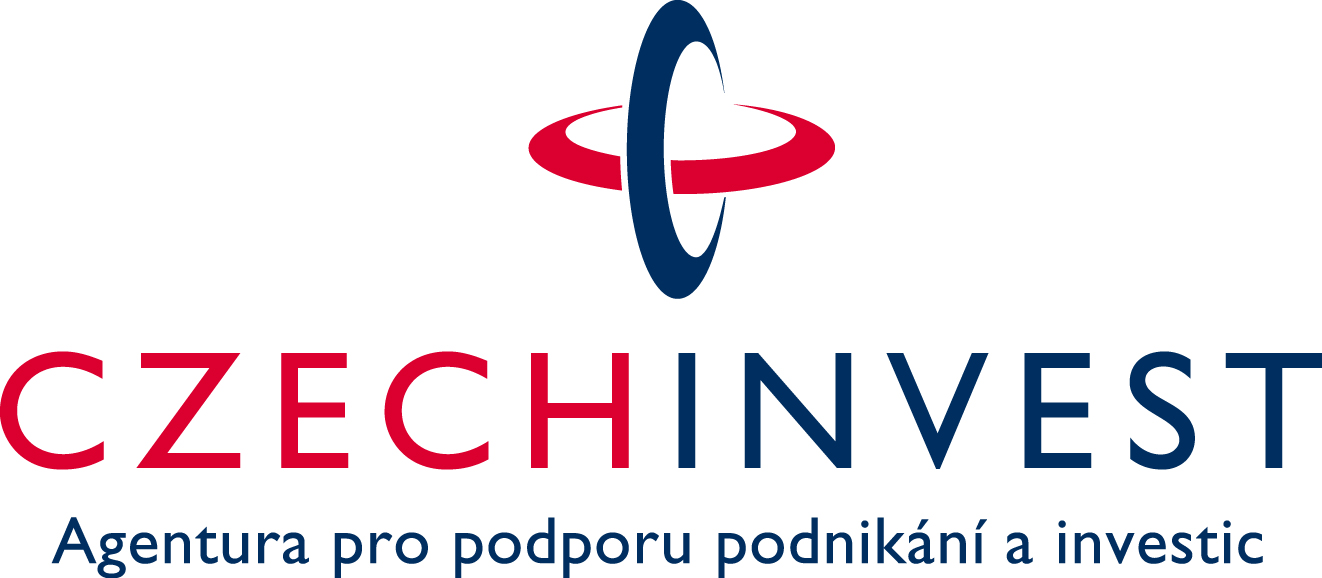 CZECHINVEST
Agentura pro podporu podnikání a investic